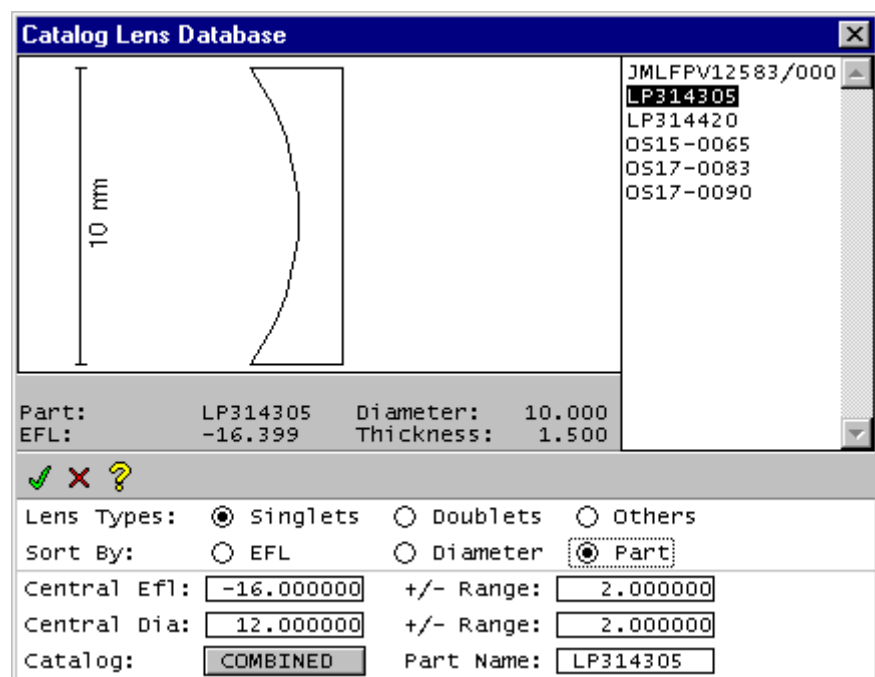 Catalog Lens Database
10 mm
JMLFPV12583/000
LP314305
LP314420
OS15-0065
OS17-0083
OS17-0090
Part: LP314305 Diameter: 10.000
EFL: -16.399 Thickness: 1.500
Lens Types: Singlets Doublets Others
Sort By: EFL Diameter Part
Central Efl: -16.000000 +/- Range: 2.000000
Central Dia: 12.000000 +/- Range: 2.000000
Catalog: COMBINED Part Name: LP314305